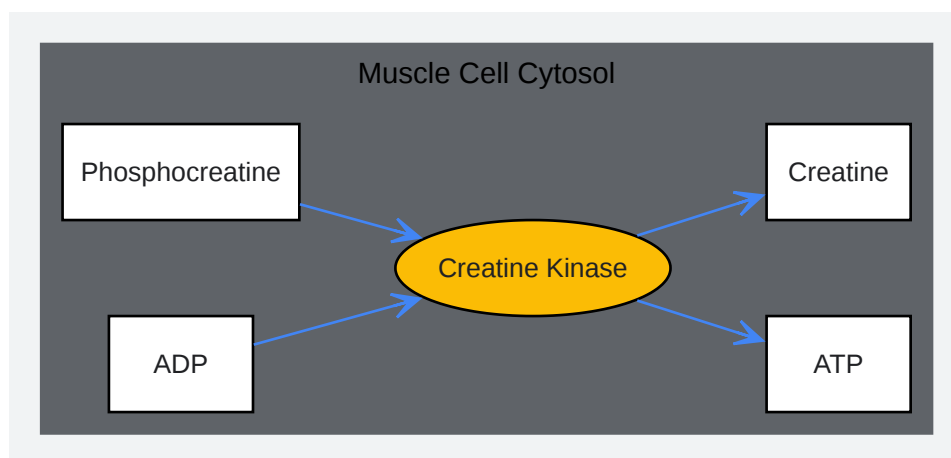 Muscle Cell Cytosol
Phosphocreatine
Creatine
Creatine Kinase
ADP
ATP